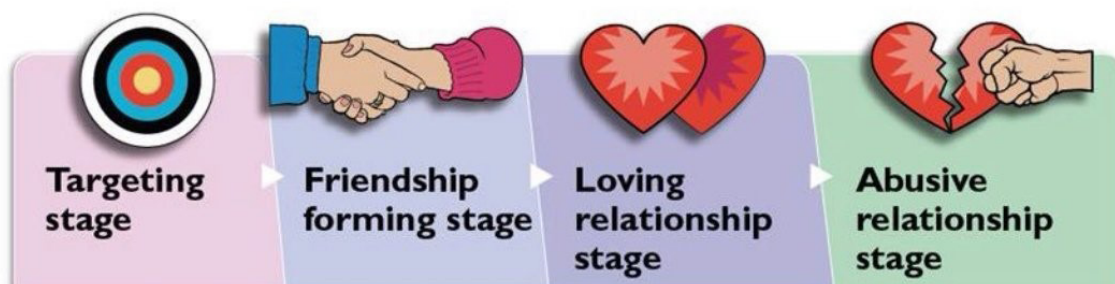 Targeting
stage
Friendship
forming stage
Loving
relationship
stage
Abusive
relationship
stage